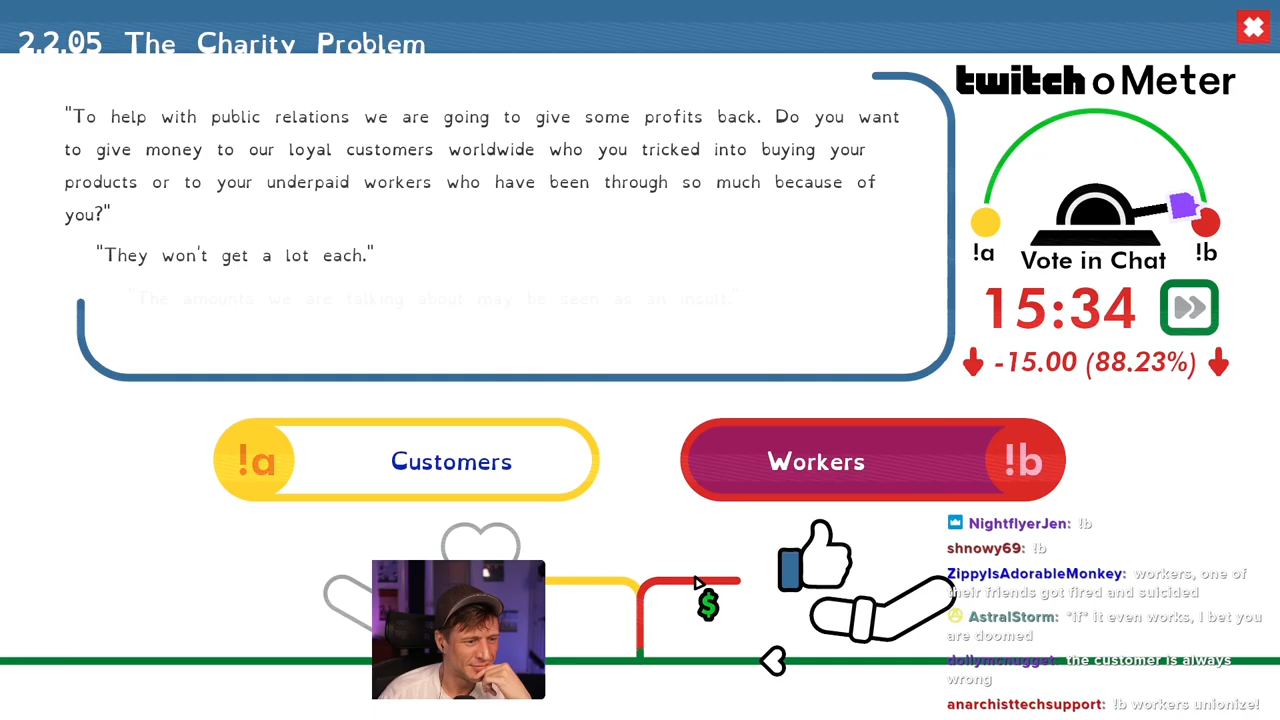 2.2.05 The Charity Problem
"To help with public relations we are going to give some profits back. Do you want
to give money to our loyal customers worldwide who you tricked into buying your
products or to your underpaid workers who have been through so much because of
you?"
"They won't get a lot each."
"The amounts we are talking about may be seen as an insult."
twitch o Meter
!a
Vote in Chat
!b
15:34
-15.00 (88.23%)
!a Customers
Workers !b
$
NightflyerJen: !b
shnowy69: !b
ZippyIsAdorableMonkey: workers, one of
their friends got fired and suicided
AstralStorm: *if* it even works, I bet you
are doomed
dollymcnugget: the customer is always
wrong
anarchisttechsupport: !b workers unionize!